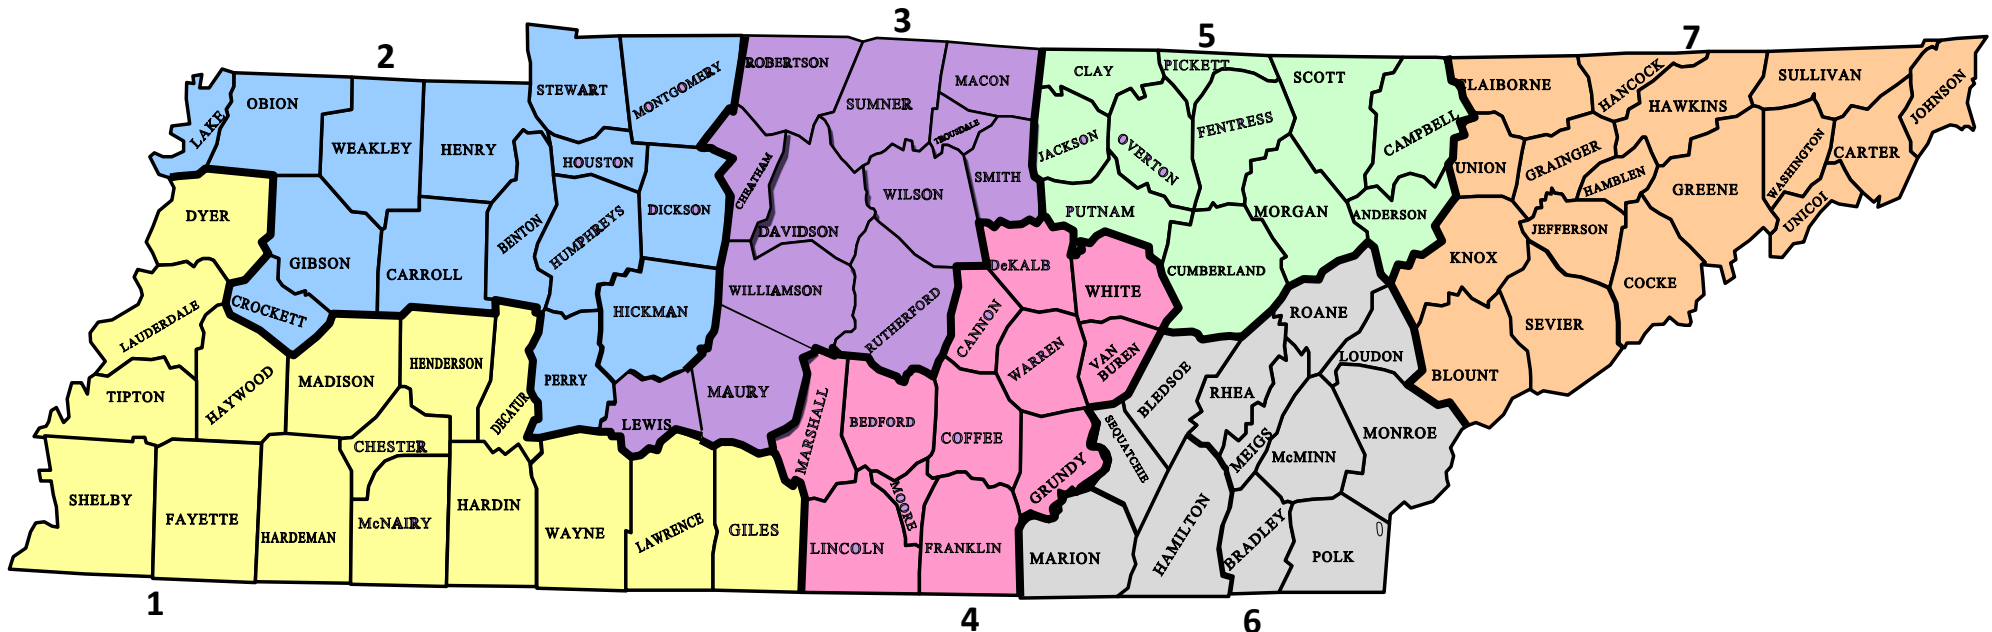 3
5
7
2
ROBERTSON
CLAY
PICKETT
SCOTT
CLAIBORNE
HANCOCK
SULLIVAN
JOHNSON
OBION
STEWART
MONTGOMERY
SUMNER
MACON
HAWKINS
LAKE
WEAKLEY
HENRY
HOUSTON
TROUSDALE
JACKSON
OVERTON
FENTRESS
CAMPBELL
UNION
GRAINGER
HAMBLEN
WASHINGTON
CARTER
CHEATHAM
WILSON
SMITH
GREENE
DYER
BENTON
HUMPHREYS
DICKSON
DAVIDSON
PUTNAM
MORGAN
ANDERSON
JEFFERSON
UNICOI
GIBSON
CARROLL
DeKALB
CUMBERLAND
KNOX
COCKE
CROCKETT
HICKMAN
WILLIAMSON
RUTHERFORD
CANNON
WHITE
ROANE
SEVIER
LAUDERDALE
HENDERSON
PERRY
WARREN
VAN
BUREN
LOUDON
BLOUNT
TIPTON
HAYWOOD
MADISON
DECATUR
LEWIS
MAURY
MARSHALL
BEDFORD
COFFEE
BLEDSOE
RHEA
MONROE
CHESTER
GRUNDY
SEQUATCHIE
MEIGS
McMINN
SHELBY
FAYETTE
HARDEMAN
McNAIRY
HARDIN
WAYNE
LAWRENCE
GILES
LINCOLN
MOORE
FRANKLIN
MARION
HAMILTON
BRADLEY
POLK
1
4
6